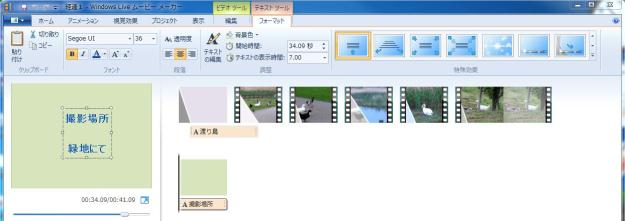 鉄道1 - Windows Live ムービー メーカー
ビデオ ツール
テキスト ツール
ホーム
アニメーション
視覚効果
プロジェクト
表示
編集
フォーマット
貼り付け
切り取り
コピー
クリップボード
Segoe UI
36
B I A A A
フォント
透明度
段落
テキストの編集
背景色
開始時間: 34.09 秒
テキストの表示時間: 7.00
調整
特殊効果
撮影場所
緑地にて
00:34.09/00:41.09
A 渡り鳥
A 撮影場所